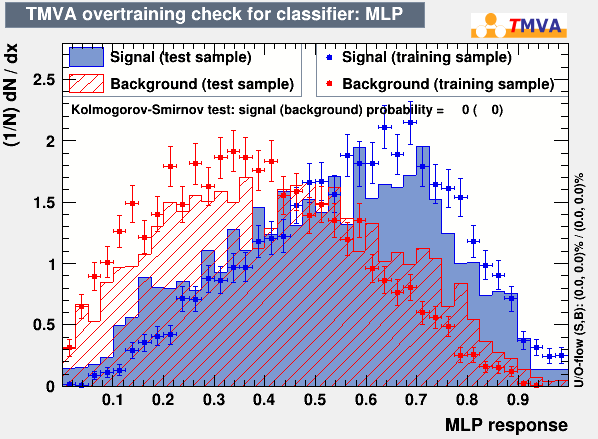 TMVA overtraining check for classifier: MLP
TMVA
Signal (test sample)
Background (test sample)
Signal (training sample)
Background (training sample)
Kolmogorov-Smirnov test: signal (background) probability = 0 ( 0)
(1/N) dN / dx
2.5
2
1.5
1
0.5
0
0.1 0.2 0.3 0.4 0.5 0.6 0.7 0.8 0.9
MLP response
U/O-flow (S,B): (0.0, 0.0)% / (0.0, 0.0)%